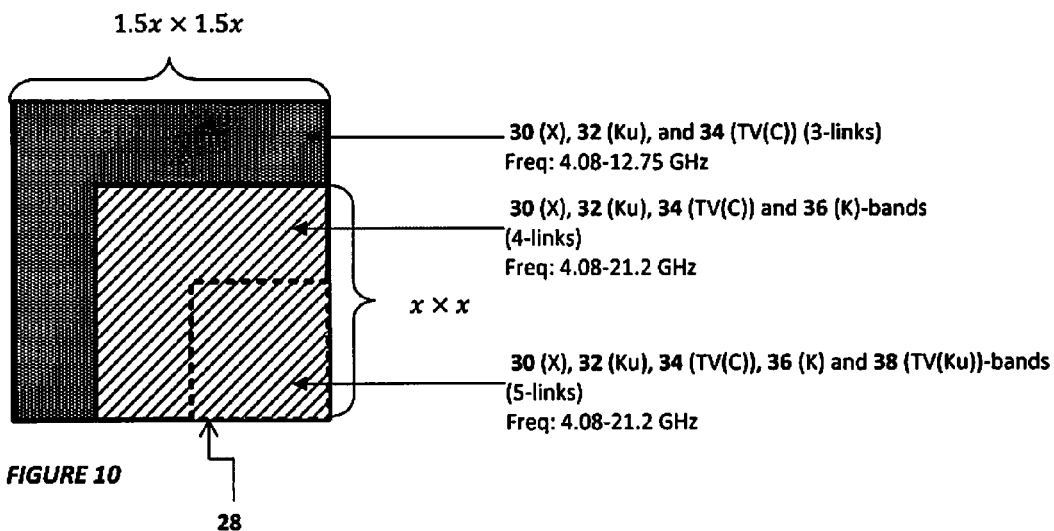 1.5x × 1.5x
30 (X), 32 (Ku), and 34 (TV(C)) (3-links)
Freq: 4.08-12.75 GHz
30 (X), 32 (Ku), 34 (TV(C)) and 36 (K)-bands
(4-links)
Freq: 4.08-21.2 GHz
x × x
30 (X), 32 (Ku), 34 (TV(C)), 36 (K) and 38 (TV(Ku))-bands
(5-links)
Freq: 4.08-21.2 GHz
FIGURE 10
28